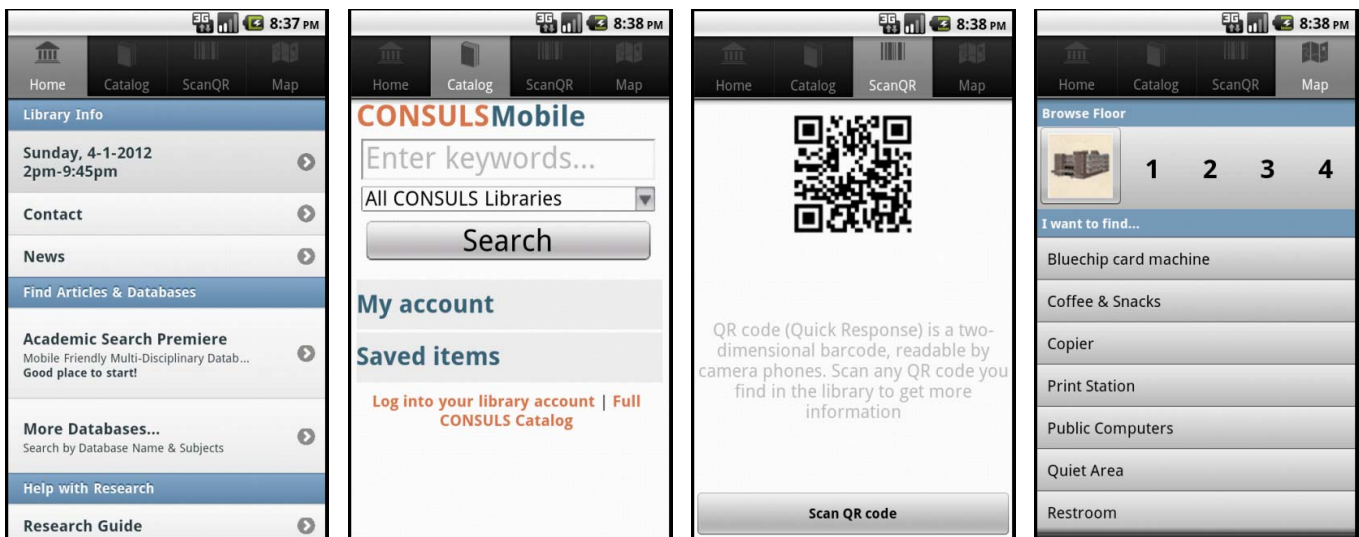 3G 8:37 PM
Home Catalog ScanQR Map
Library Info
Sunday, 4-1-2012
2pm-9:45pm
Contact
News
Find Articles & Databases
Academic Search Premiere
Mobile Friendly Multi-Disciplinary Datab...
Good place to start!
More Databases...
Search by Database Name & Subjects
Help with Research
Research Guide
3G 8:38 PM
Home Catalog ScanQR Map
CONSULSMobile
Enter keywords...
All CONSULS Libraries
Search
My account
Saved items
Log into your library account | Full
CONSULS Catalog
3G 8:38 PM
Home Catalog ScanQR Map
QR code (Quick Response) is a two-
dimensional barcode, readable by
camera phones. Scan any QR code you
find in the library to get more
information
Scan QR code
3G 8:38 PM
Home Catalog ScanQR Map
Browse Floor
1 2 3 4
I want to find...
Bluechip card machine
Coffee & Snacks
Copier
Print Station
Public Computers
Quiet Area
Restroom